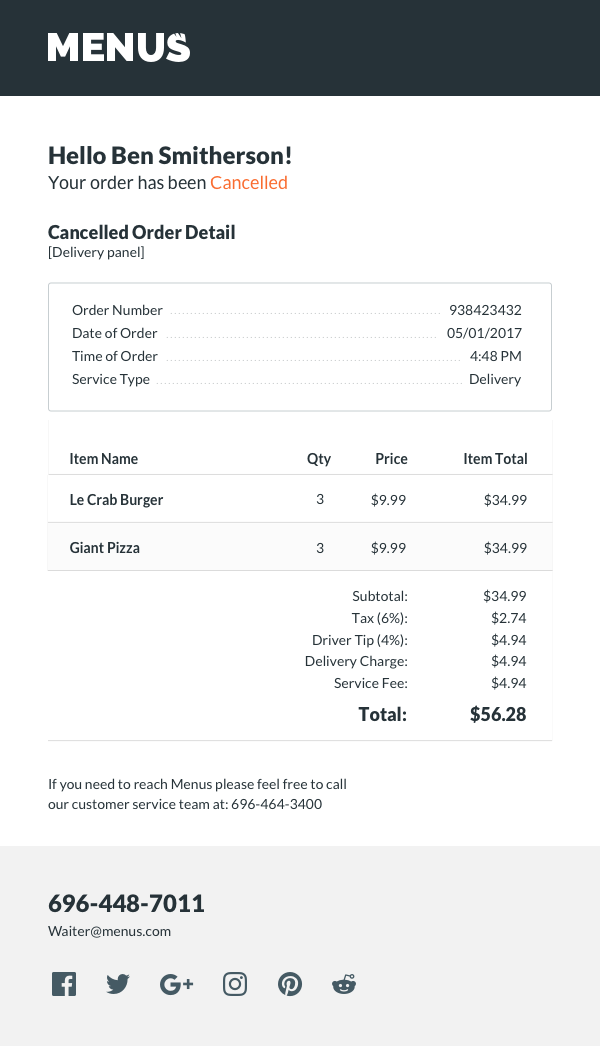 MENUS
Hello Ben Smitherson!
Your order has been Cancelled
Cancelled Order Detail
[Delivery panel]
Order Number 938423432
Date of Order 05/01/2017
Time of Order 4:48 PM
Service Type Delivery
Item Name Qty Price Item Total
Le Crab Burger 3 $9.99 $34.99
Giant Pizza 3 $9.99 $34.99
Subtotal: $34.99
Tax (6%): $2.74
Driver Tip (4%): $4.94
Delivery Charge: $4.94
Service Fee: $4.94
Total: $56.28
If you need to reach Menus please feel free to call
our customer service team at: 696-464-3400
696-448-7011
Waiter@menus.com